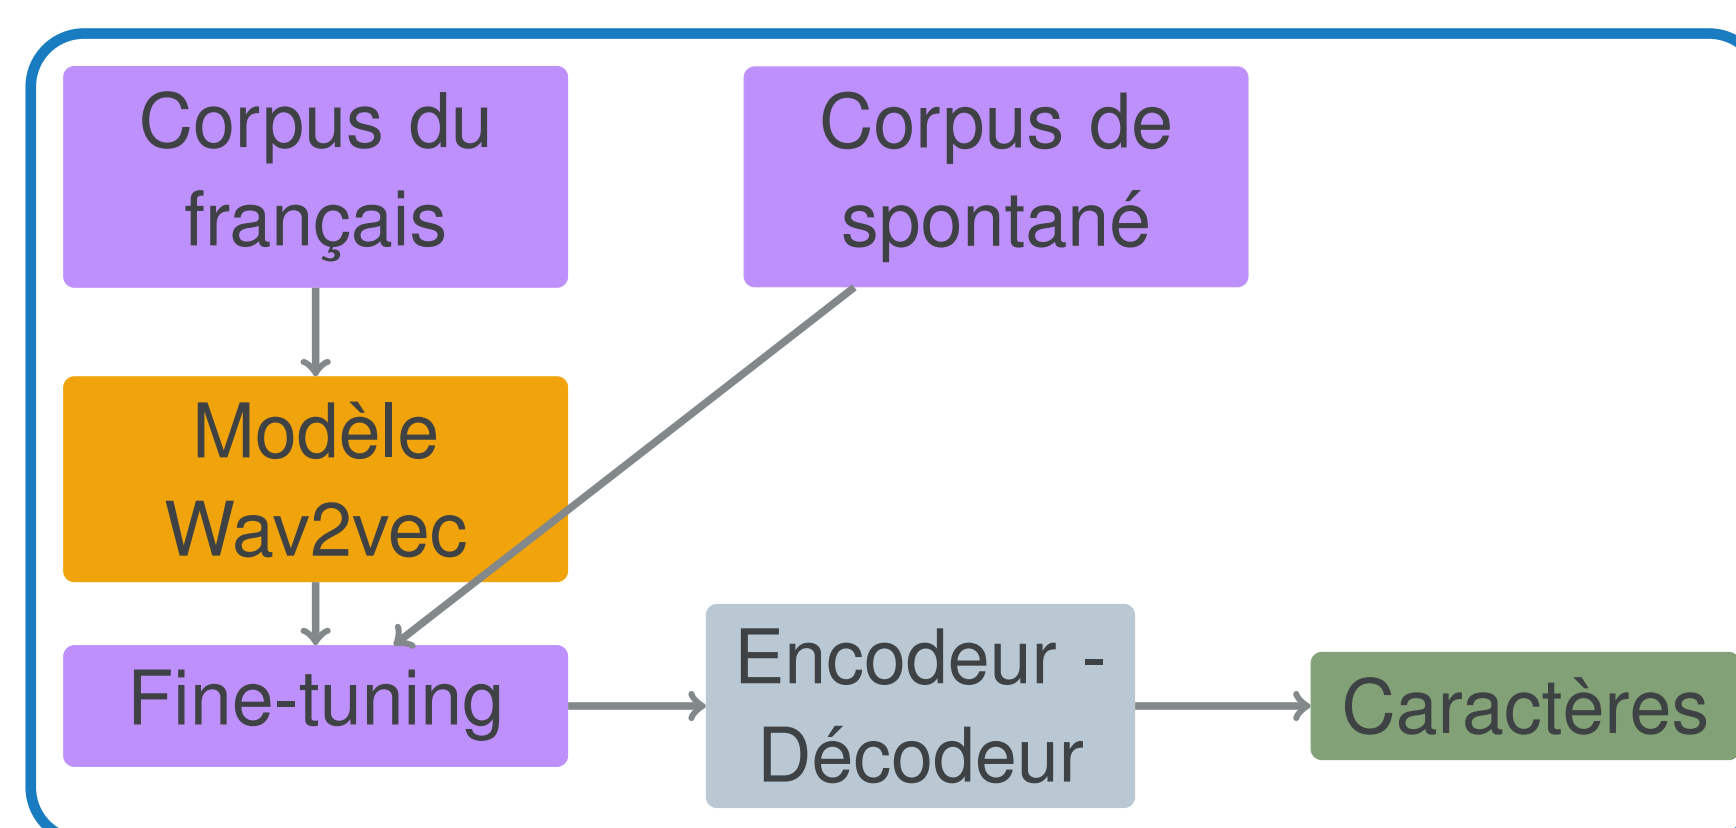 Corpus du
français
Corpus de
spontané
Modèle
Wav2vec
Fine-tuning
Encodeur -
Décodeur
Caractères